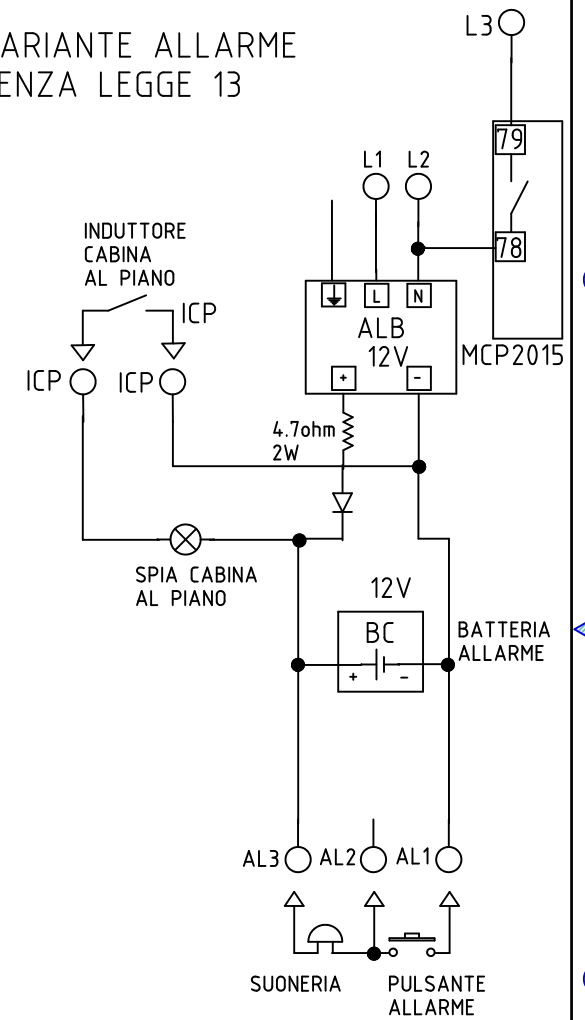 L3
ARIANTE ALLARME
ENZA LEGGE 13
79
L1
L2
78
INDUTTORE
CABINA
AL PIANO
ICP
L
N
ALB
12V
MCP2015
+
-
ICP
ICP
4.7ohm
2W
SPIA CABINA
AL PIANO
12V
BC
+
-
BATTERIA
ALLARME
AL3
AL2
AL1
SUONERIA
PULSANTE
ALLARME